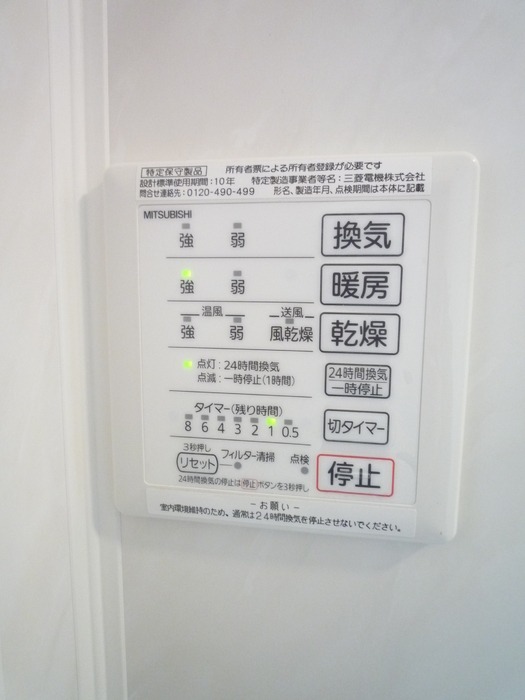 特定保守製品 所有者票による所有者登録が必要です
設計標準使用期間：10年 特定製造事業者等名：三菱電機株式会社
問合せ連絡先：0120-490-499 形名、製造年月、点検期間は本体に記載
MITSUBISHI
強 弱 換気
強 弱 暖房
温風 送風
強 弱 風乾燥 乾燥
点灯：24時間換気
点滅：一時停止(1時間)
24時間換気
一時停止
タイマー(残り時間)
8 6 4 3 2 1 0.5
切タイマー
3秒押し
リセット フィルター清掃 点検
24時間換気の停止は(停止)ボタンを3秒押し
停止
－お願い－
室内環境維持のため、通常は24時間換気を停止させないでください。